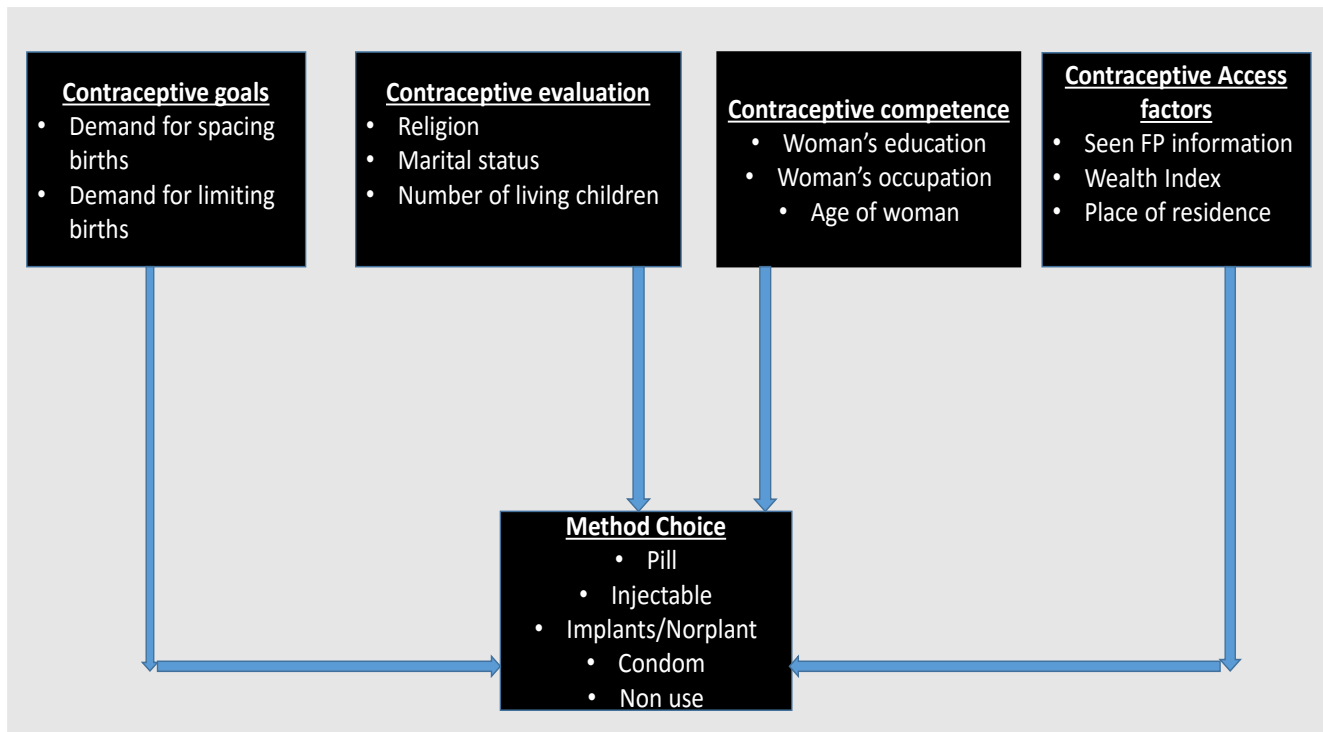 Contraceptive goals
• Demand for spacing
births
• Demand for limiting
births
Contraceptive evaluation
• Religion
• Marital status
• Number of living children
Contraceptive competence
• Woman’s education
• Woman’s occupation
• Age of woman
Contraceptive Access
factors
• Seen FP information
• Wealth Index
• Place of residence
Method Choice
• Pill
• Injectable
• Implants/Norplant
• Condom
• Non use